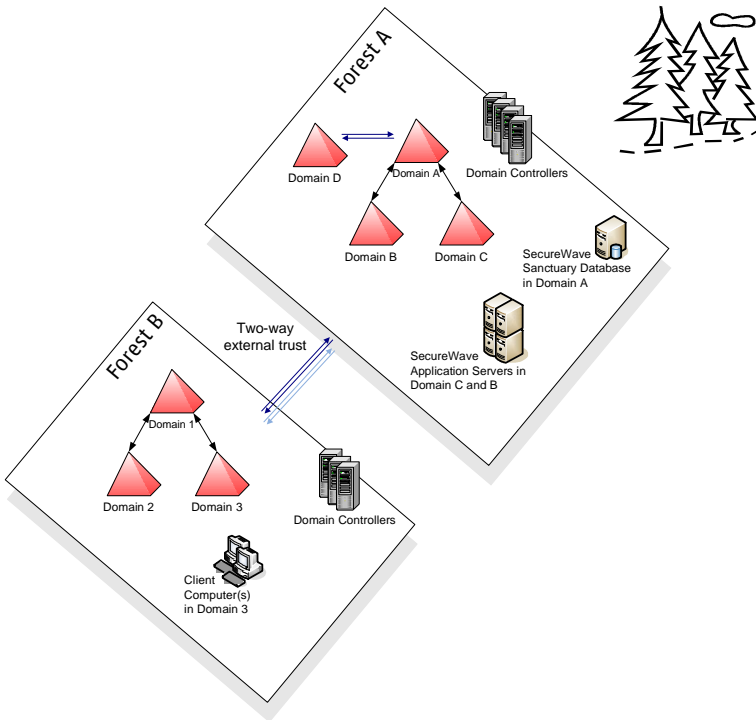 Forest A
Domain D
Domain A
Domain Controllers
Domain B
Domain C
SecureWave
Sanctuary Database
in Domain A
SecureWave
Application Servers in
Domain C and B
Two-way
external trust
Forest B
Domain 1
Domain 2
Domain 3
Domain Controllers
Client
Computer(s)
in Domain 3